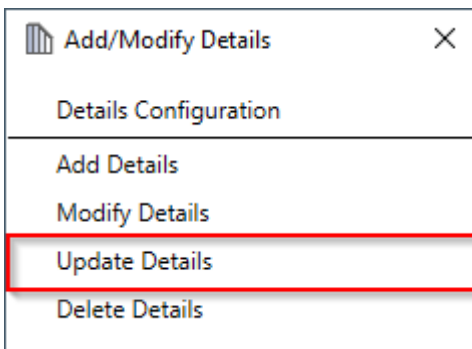 Add/Modify Details
Details Configuration
Add Details
Modify Details
Update Details
Delete Details